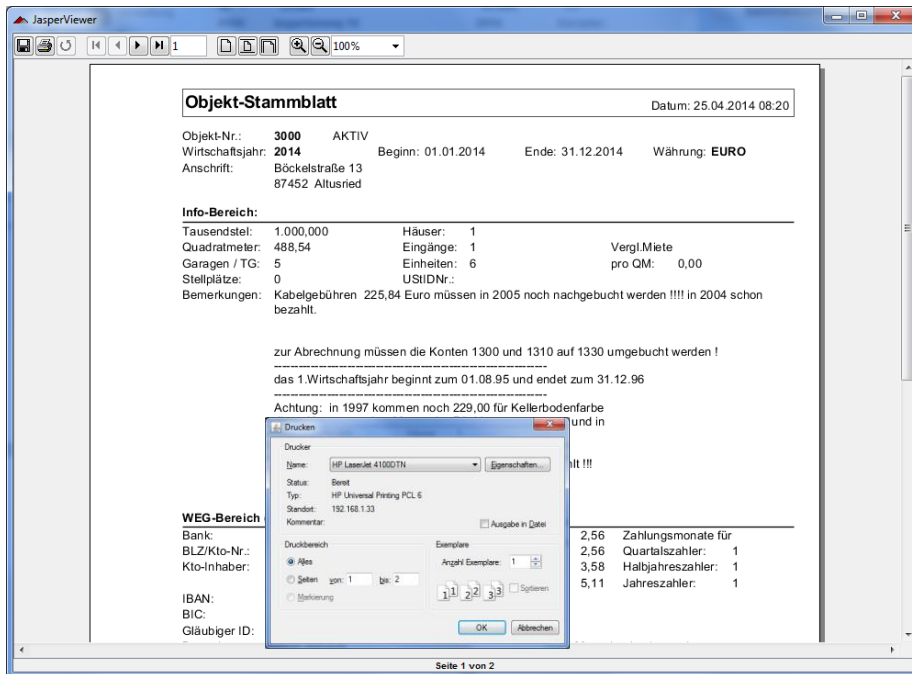 JasperViewer
1
100%
Objekt-Stammblatt Datum: 25.04.2014 08:20
Objekt-Nr.: 3000 AKTIV
Wirtschaftsjahr: 2014 Beginn: 01.01.2014 Ende: 31.12.2014 Währung: EURO
Anschrift: Böckelstraße 13
87452 Altusried
Info-Bereich:
Tausendstel: 1.000,000 Häuser: 1
Quadratmeter: 488,54 Eingänge: 1 Vergl.Miete
Garagen / TG: 5 Einheiten: 6 pro QM: 0,00
Stellplätze: 0 UStIDNr.:
Bemerkungen: Kabelgebühren 225,84 Euro müssen in 2005 noch nachgebucht werden !!!! in 2004 schon
bezahlt.
zur Abrechnung müssen die Konten 1300 und 1310 auf 1330 umgebucht werden !
------------------------------------------------------------------
das 1.Wirtschaftsjahr beginnt zum 01.08.95 und endet zum 31.12.96
------------------------------------------------------------------
Achtung: in 1997 kommen noch 229,00 für Kellerbodenfarbe
und in
!!!
WEG-Bereich
Bank: 2,56 Zahlungsmonate für
BLZ/Kto-Nr.: 2,56 Quartalszahler: 1
Kto-Inhaber: 3,58 Halbjahreszahler: 1
5,11 Jahreszahler: 1
IBAN:
BIC:
Gläubiger ID:
Drucken
Drucker
Name: HP LaserJet 4100DTN Eigenschaften...
Status: Bereit
Typ: HP Universal Printing PCL 6
Standort: 192.168.1.33
Kommentar: Ausgabe in Datei
Druckbereich Exemplare
Alles Anzahl Exemplare: 1
Seiten von: 1 bis: 2
Markierung
1 1 2 2 3 3 Sortieren
OK Abbrechen
Seite 1 von 2